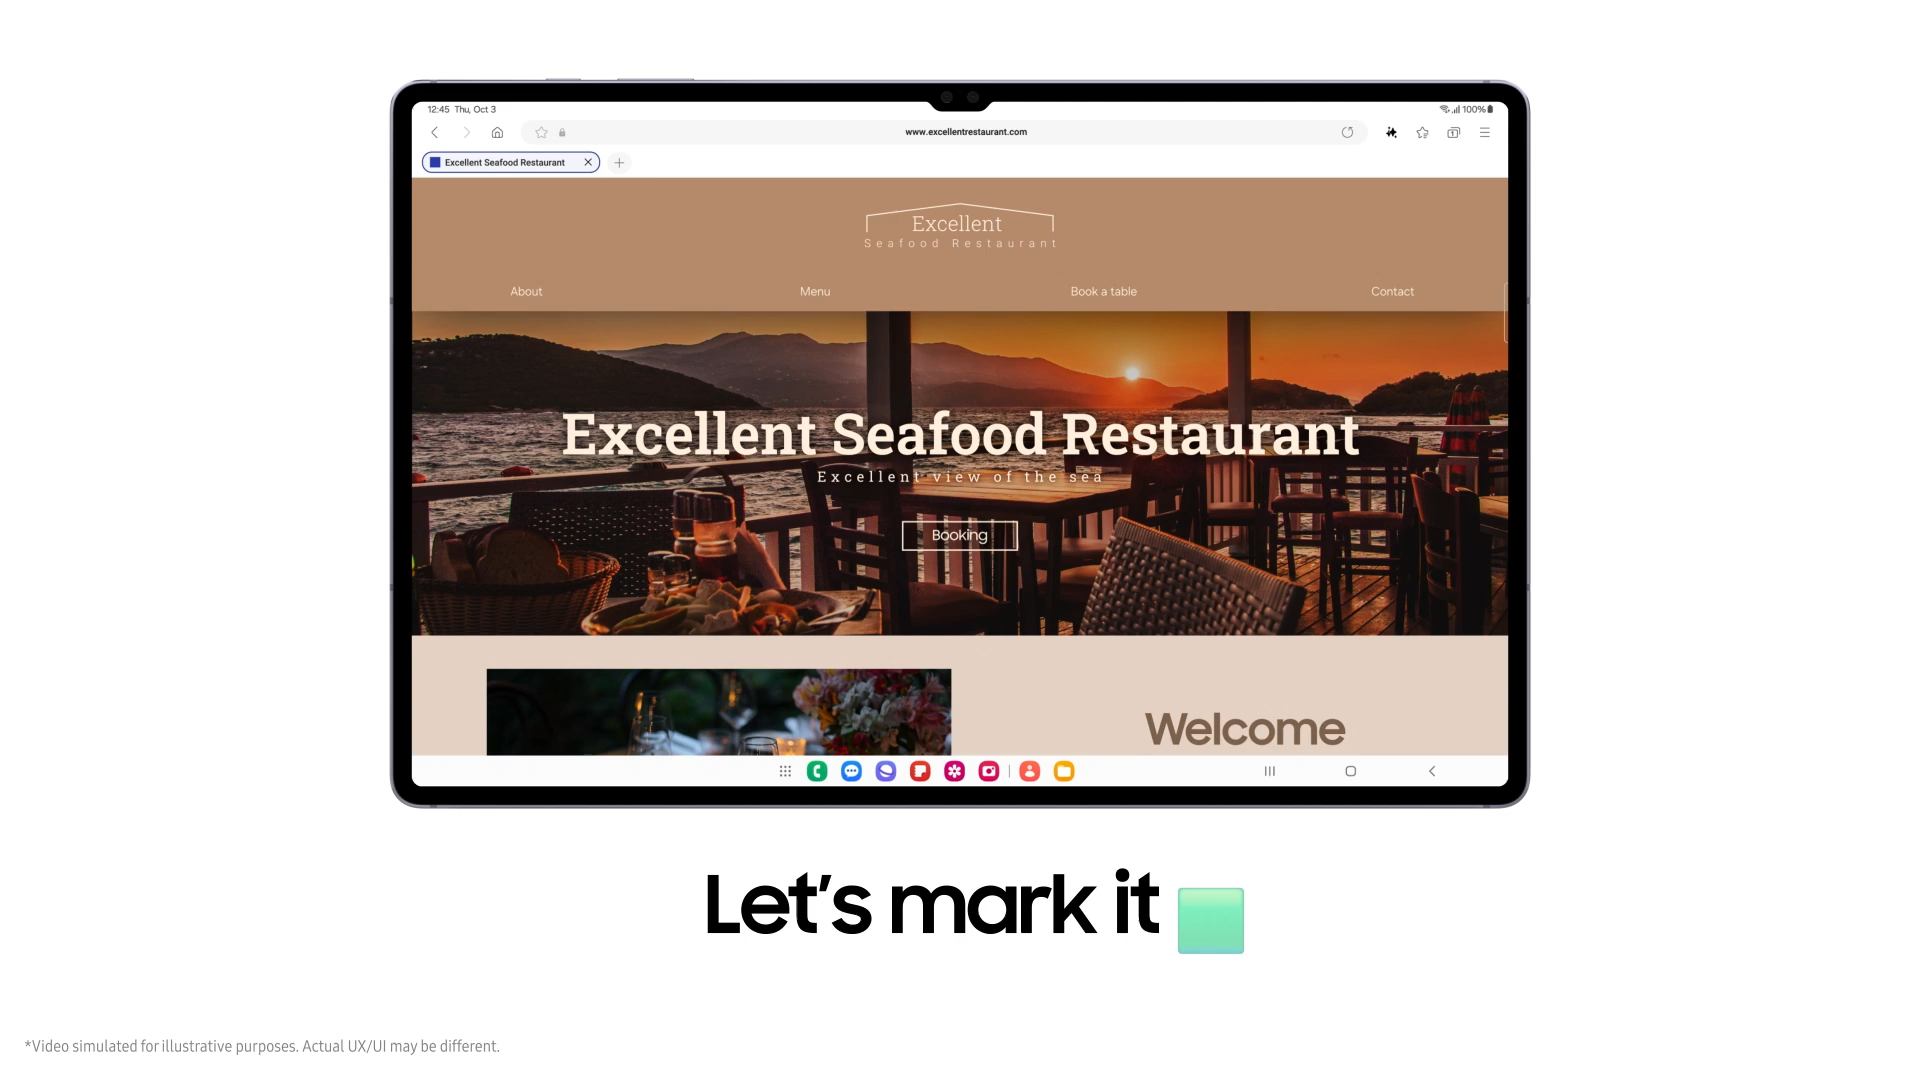 12:45 Thu, Oct 3
100%
www.excellentrestaurant.com
Excellent Seafood Restaurant
Excellent
Seafood Restaurant
About Menu Book a table Contact
Excellent Seafood Restaurant
Excellent view of the sea
Booking
Welcome
Let's mark it
*Video simulated for illustrative purposes. Actual UX/UI may be different.